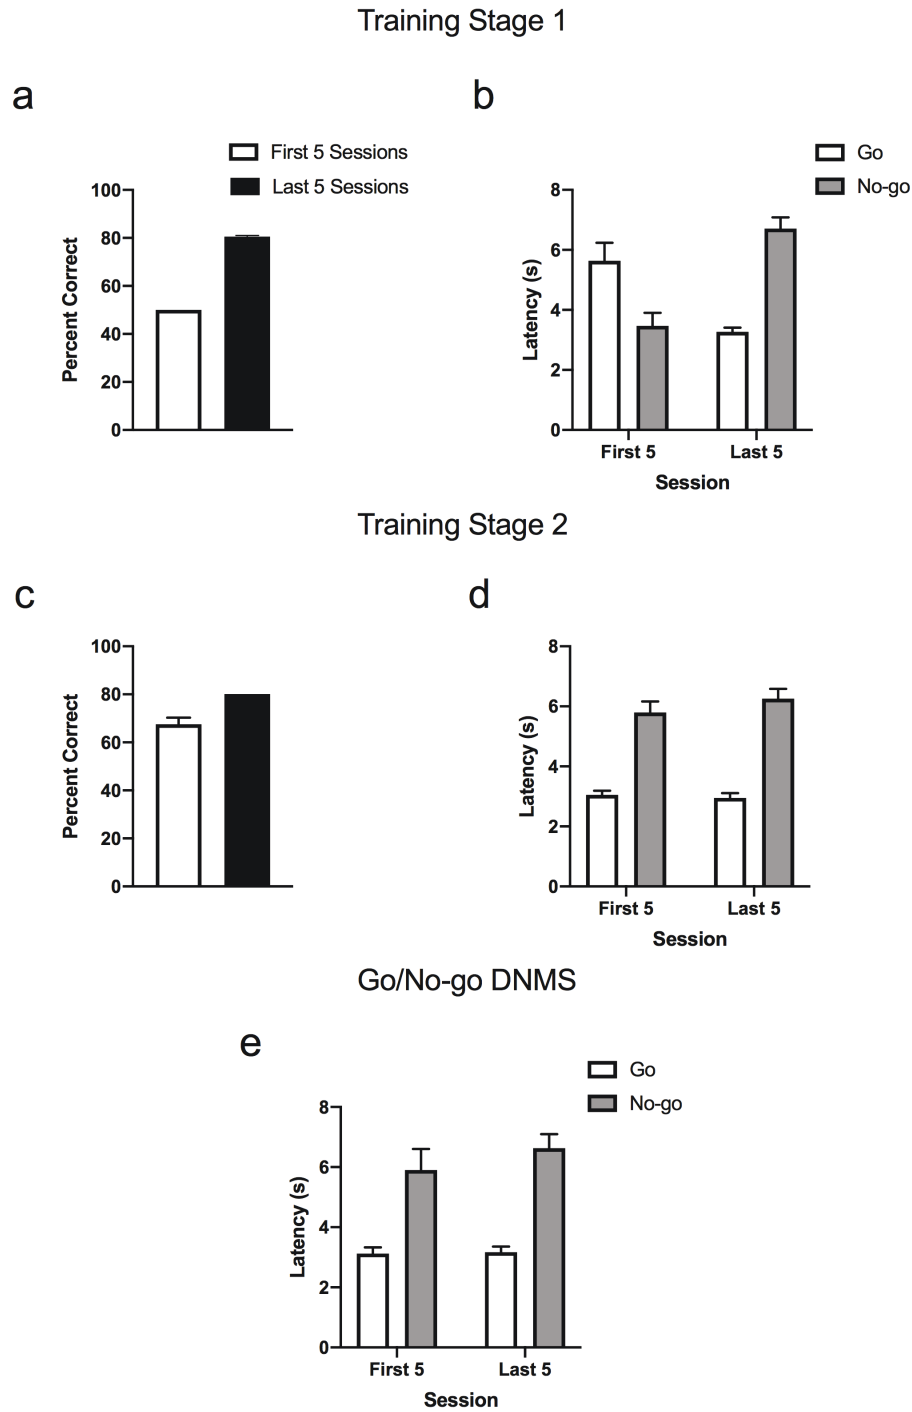 Training Stage 1
a
First 5 Sessions
Last 5 Sessions
100
80
60
40
20
0
Percent Correct
b
Go
No-go
8
6
4
2
0
Latency (s)
First 5
Last 5
Session
Training Stage 2
c
100
80
60
40
20
0
Percent Correct
d
8
6
4
2
0
Latency (s)
First 5
Last 5
Session
Go/No-go DNMS
e
Go
No-go
8
6
4
2
0
Latency (s)
First 5
Last 5
Session